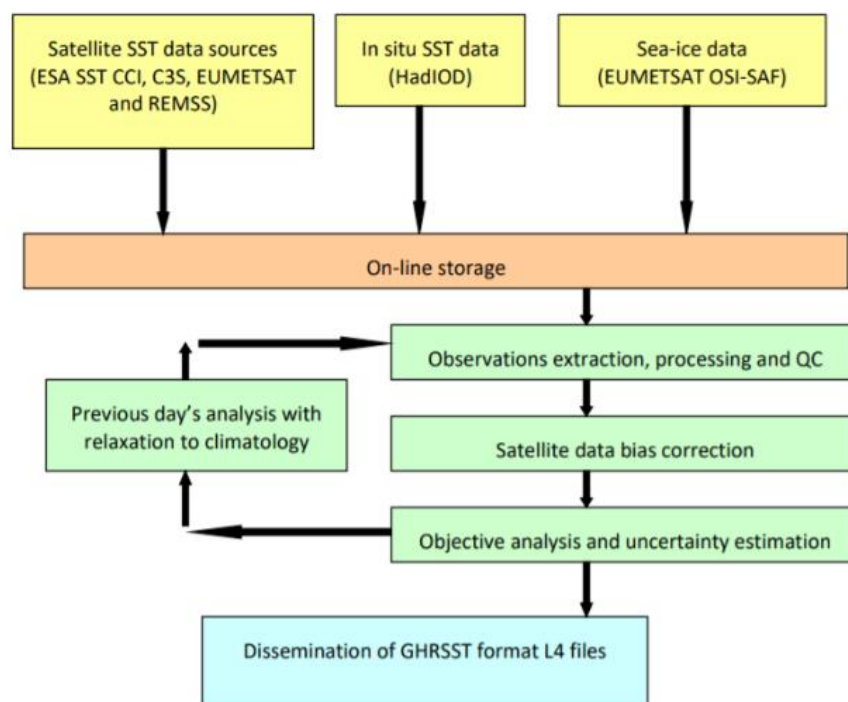 Satellite SST data sources
(ESA SST CCI, C3S, EUMETSAT
and REMSS)
In situ SST data
(HadIOD)
Sea-ice data
(EUMETSAT OSI-SAF)
On-line storage
Observations extraction, processing and QC
Previous day’s analysis with
relaxation to climatology
Satellite data bias correction
Objective analysis and uncertainty estimation
Dissemination of GHRSST format L4 files